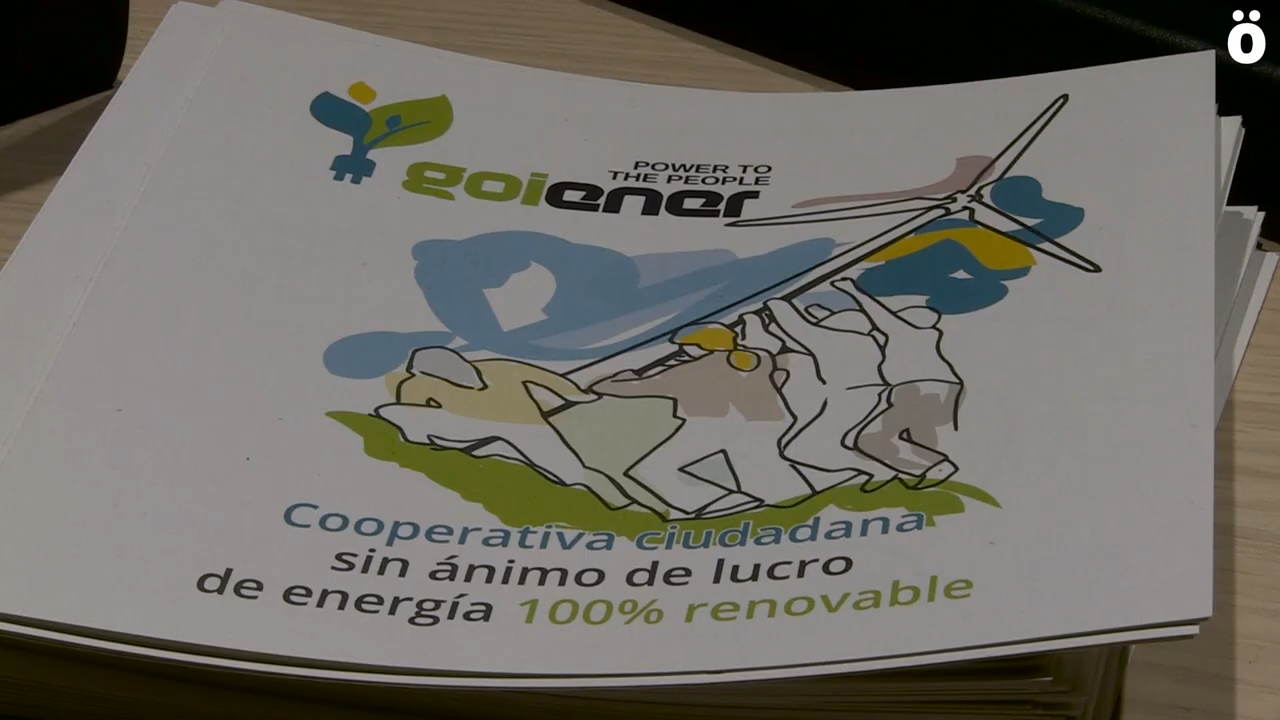 ö
POWER TO
THE PEOPLE
goiener
Cooperativa ciudadana
sin ánimo de lucro
de energía 100% renovable